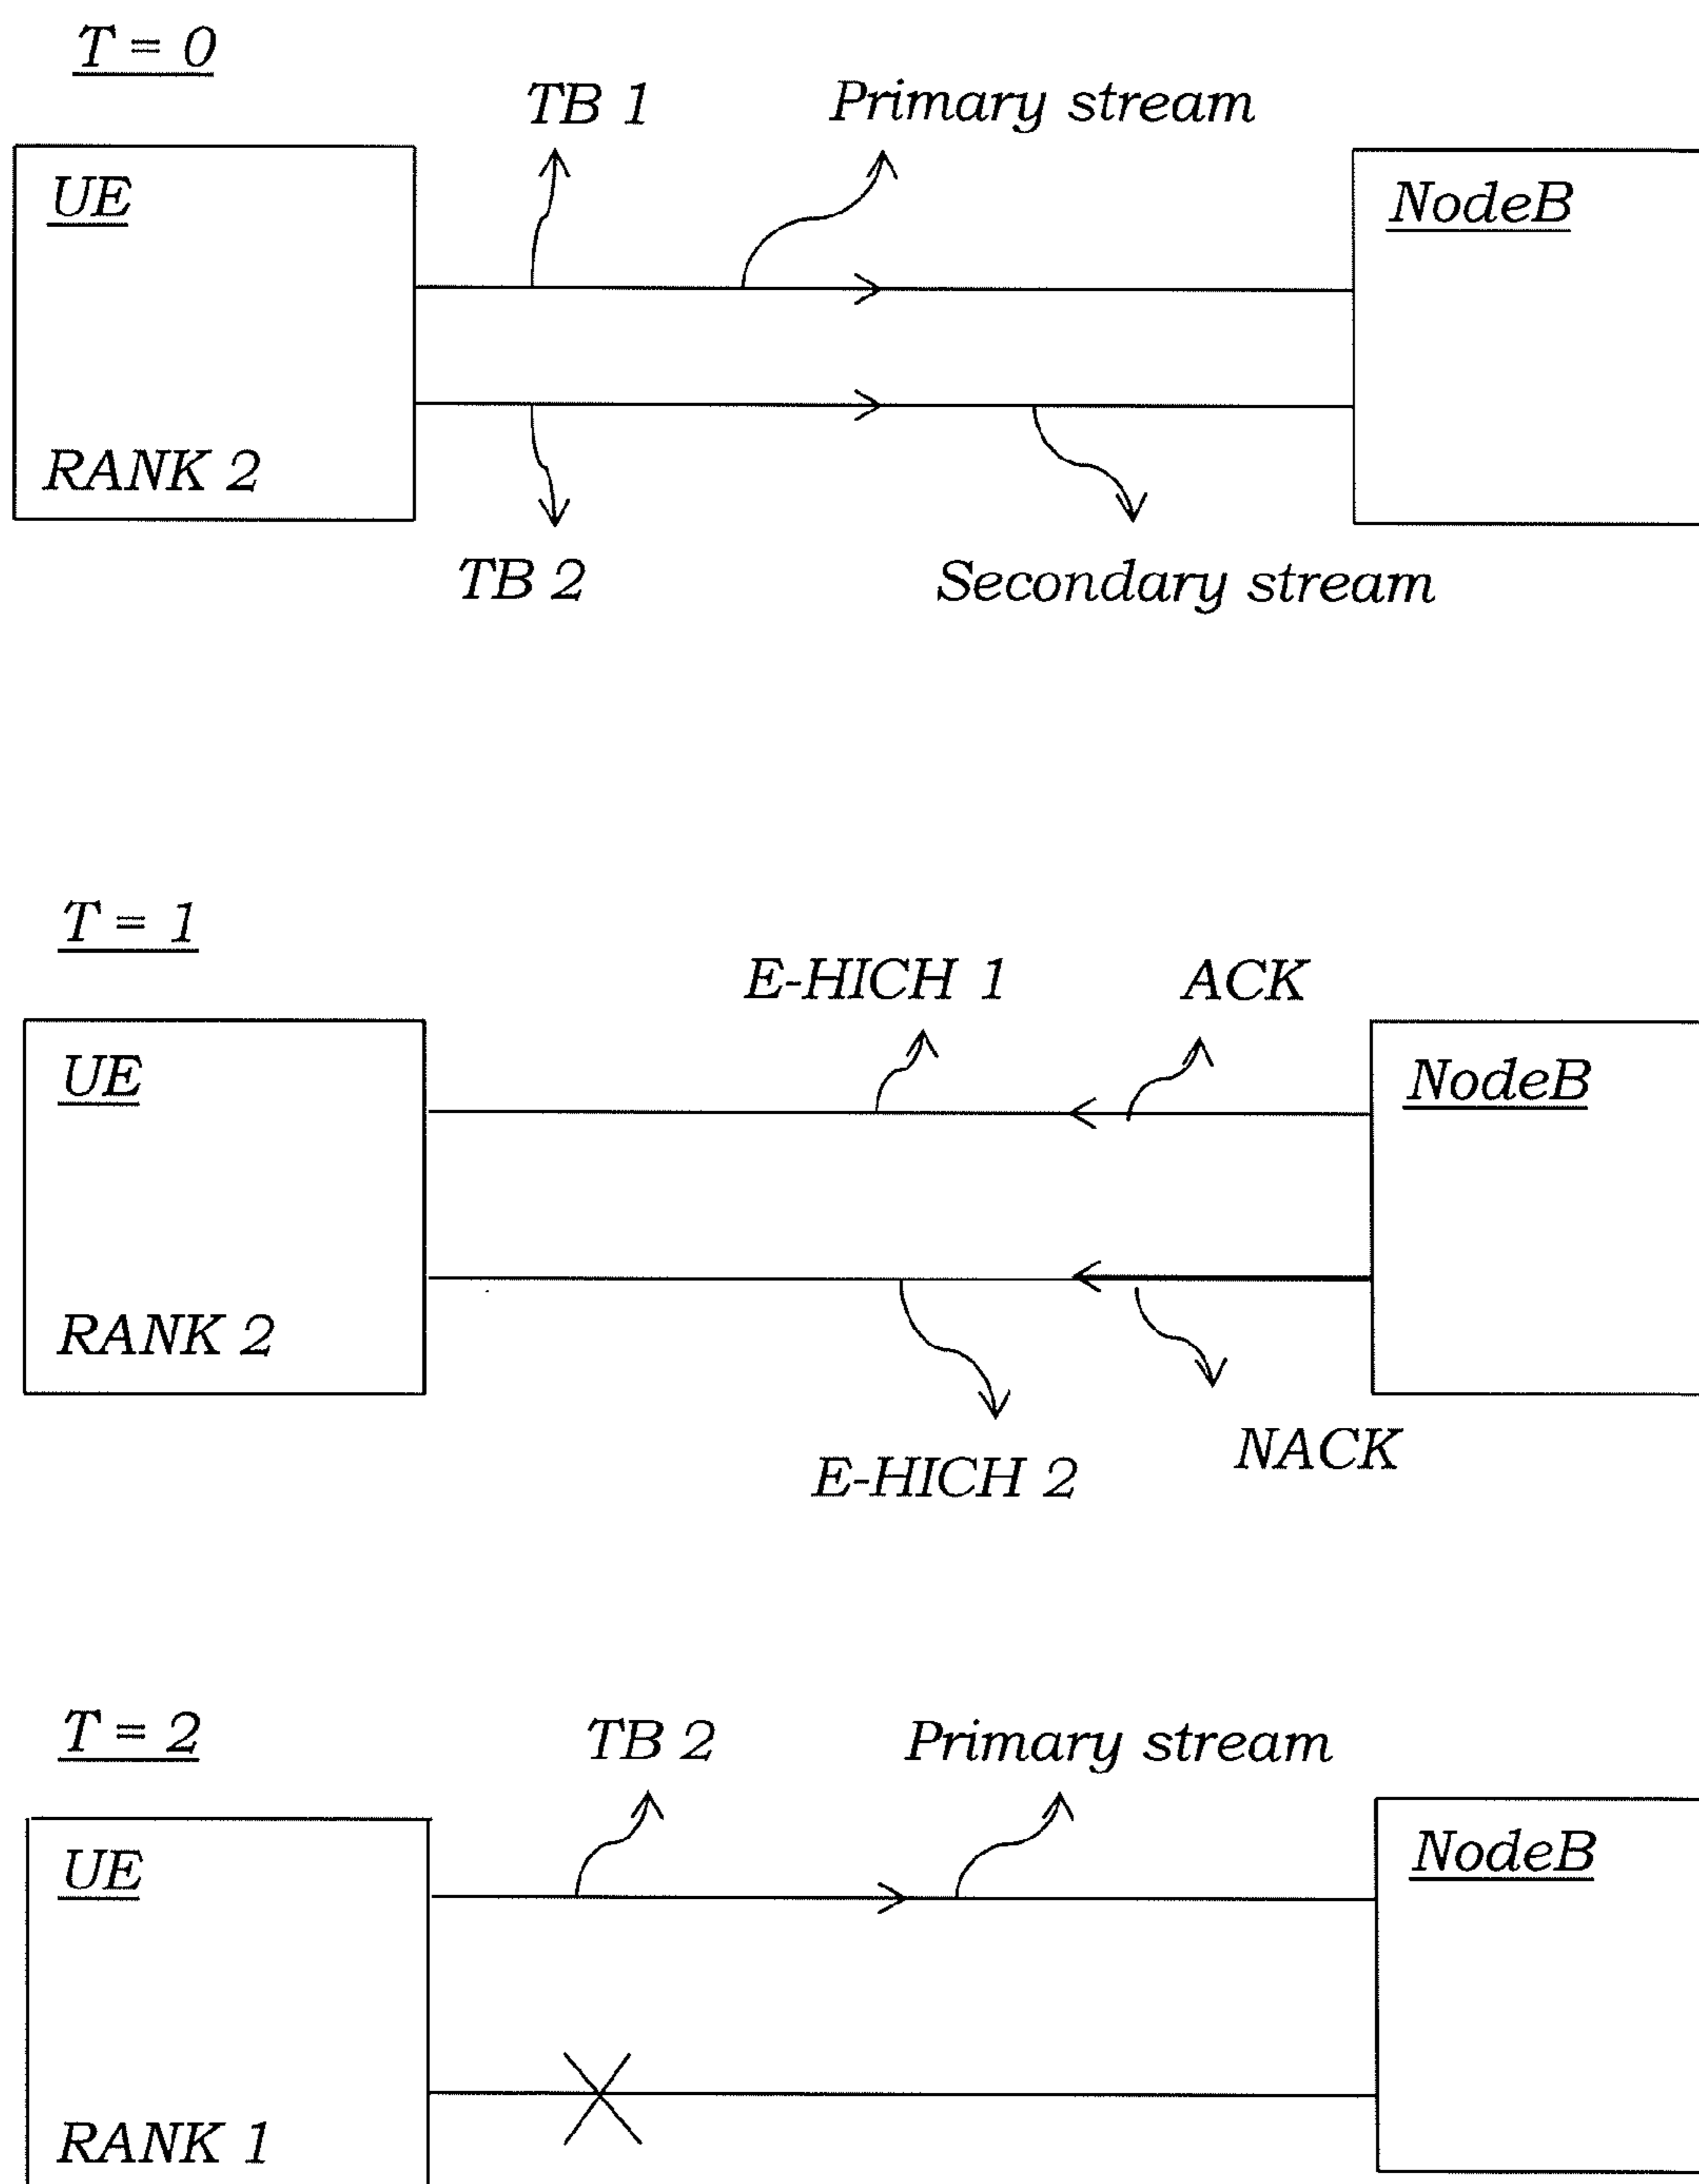 T = 0
TB 1
Primary stream
UE
NodeB
RANK 2
TB 2
Secondary stream
T = 1
E-HICH 1
ACK
UE
NodeB
RANK 2
E-HICH 2
NACK
T = 2
TB 2
Primary stream
UE
NodeB
RANK 1